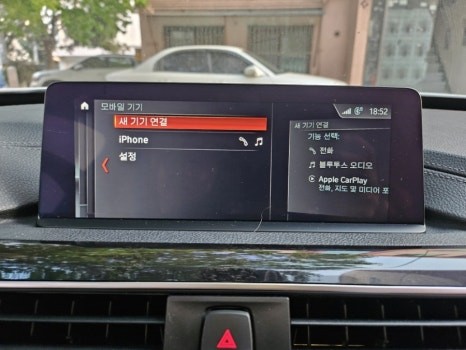 모바일 기기
18:52
새 기기 연결
iPhone
설정
새 기기 연결
기능 선택:
전화
블루투스 오디오
Apple CarPlay
전화, 지도 및 미디어 포